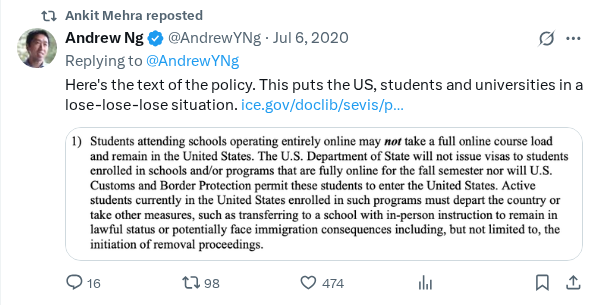 Ankit Mehra reposted
Andrew Ng @AndrewYNg · Jul 6, 2020
Replying to @AndrewYNg
Here's the text of the policy. This puts the US, students and universities in a
lose-lose-lose situation. ice.gov/doclib/sevis/p...
1) Students attending schools operating entirely online may not take a full online course load
and remain in the United States. The U.S. Department of State will not issue visas to students
enrolled in schools and/or programs that are fully online for the fall semester nor will U.S.
Customs and Border Protection permit these students to enter the United States. Active
students currently in the United States enrolled in such programs must depart the country or
take other measures, such as transferring to a school with in-person instruction to remain in
lawful status or potentially face immigration consequences including, but not limited to, the
initiation of removal proceedings.
16 98 474